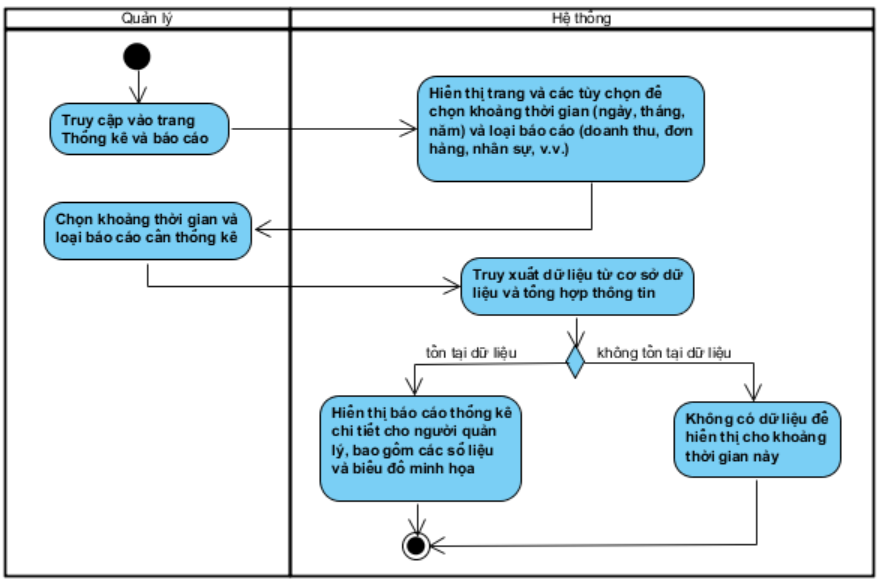 Quản lý
Hệ thống
Truy cập vào trang
Thống kê và báo cáo
Hiển thị trang và các tùy chọn để
chọn khoảng thời gian (ngày, tháng,
năm) và loại báo cáo (doanh thu, đơn
hàng, nhân sự, v.v.)
Chọn khoảng thời gian và
loại báo cáo cần thống kê
Truy xuất dữ liệu từ cơ sở dữ
liệu và tổng hợp thông tin
tồn tại dữ liệu
không tồn tại dữ liệu
Hiển thị báo cáo thống kê
chi tiết cho người quản
lý, bao gồm các số liệu
và biểu đồ minh họa
Không có dữ liệu để
hiển thị cho khoảng
thời gian này